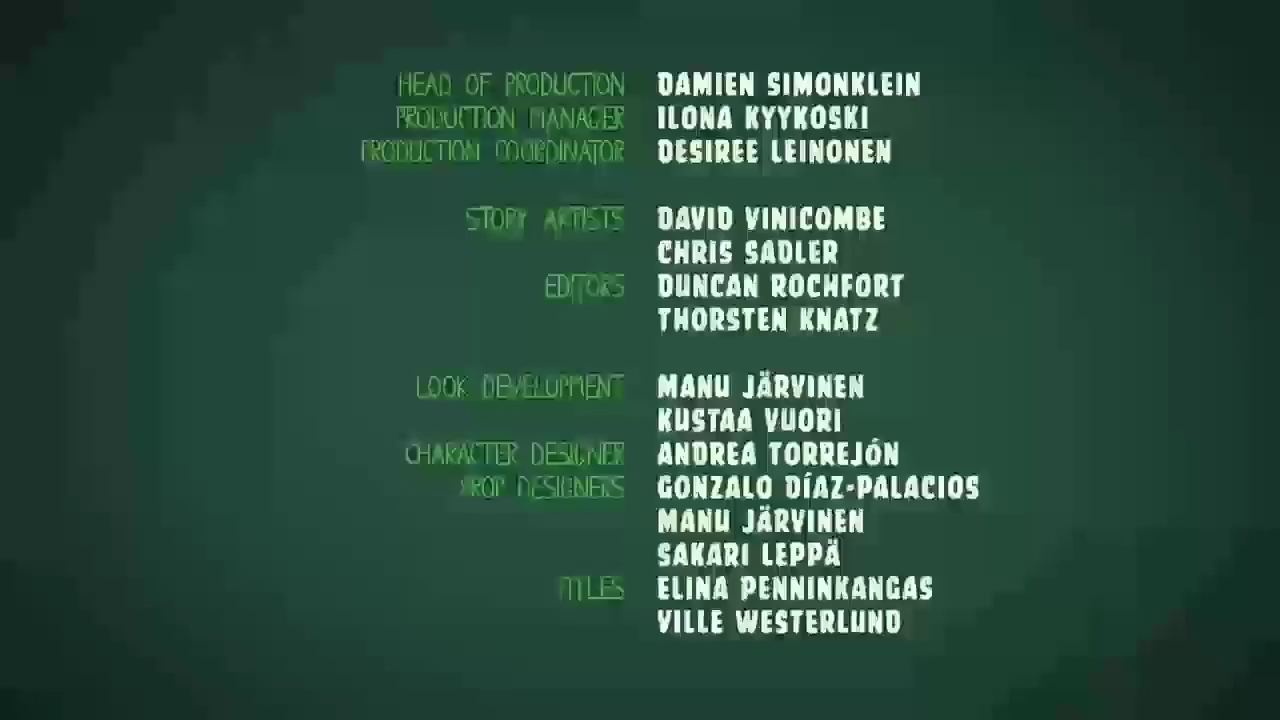 HEAD OF PRODUCTION DAMIEN SIMONKLEIN
PRODUCTION MANAGER ILONA KYYKOSKI
PRODUCTION COORDINATOR DESIREE LEINONEN
STORY ARTISTS DAVID VINICOMBE
CHRIS SADLER
EDITORS DUNCAN ROCHFORT
THORSTEN KNATZ
LOOK DEVELOPMENT MANU JÄRVINEN
KUSTAA VUORI
CHARACTER DESIGNER ANDREA TORREJÓN
PROP DESIGNERS GONZALO DÍAZ-PALACIOS
MANU JÄRVINEN
SAKARI LEPPÄ
TITLES ELINA PENNINKANGAS
VILLE WESTERLUND